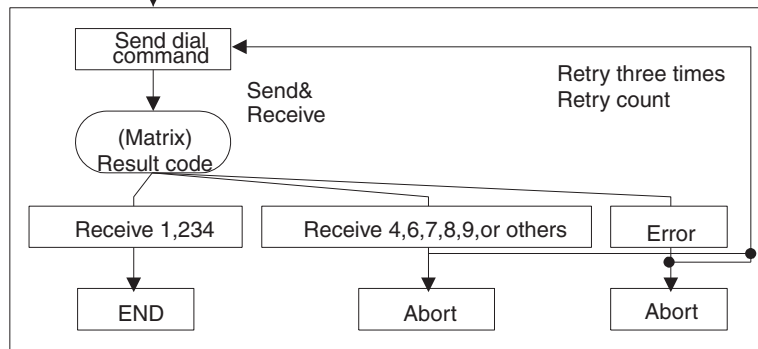 Send dial
command
Send&
Receive
Retry three times
Retry count
(Matrix)
Result code
Receive 1,234
Receive 4,6,7,8,9,or others
Error
END
Abort
Abort